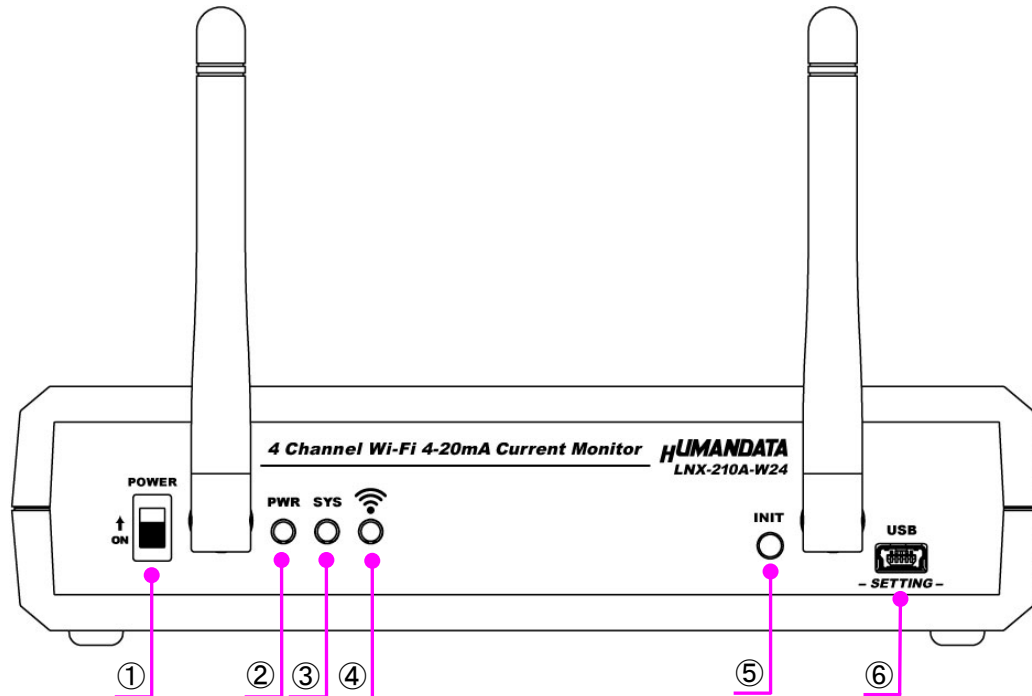 4 Channel Wi-Fi 4-20mA Current Monitor
HUMANDATA
LNX-210A-W24
POWER
↑
ON
PWR
SYS
INIT
USB
– SETTING –
①
②
③
④
⑤
⑥